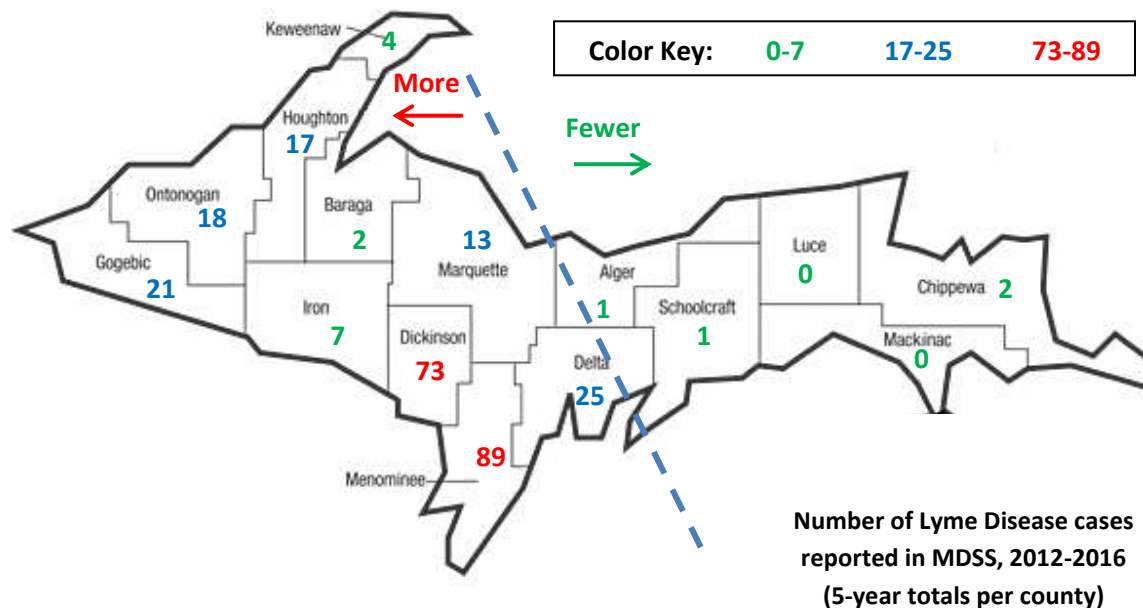 Keweenaw
4
Color Key: 0-7 17-25 73-89
More
Houghton
17
Fewer
Ontonogan
18
Baraga
2
13
Marquette
Luce
0
Gogebic
21
Alger
1
Chippewa 2
Iron
7
Schoolcraft
1
Dickinson
73
Mackinac
0
Delta
25
89
Menominee
Number of Lyme Disease cases
reported in MDSS, 2012-2016
(5-year totals per county)